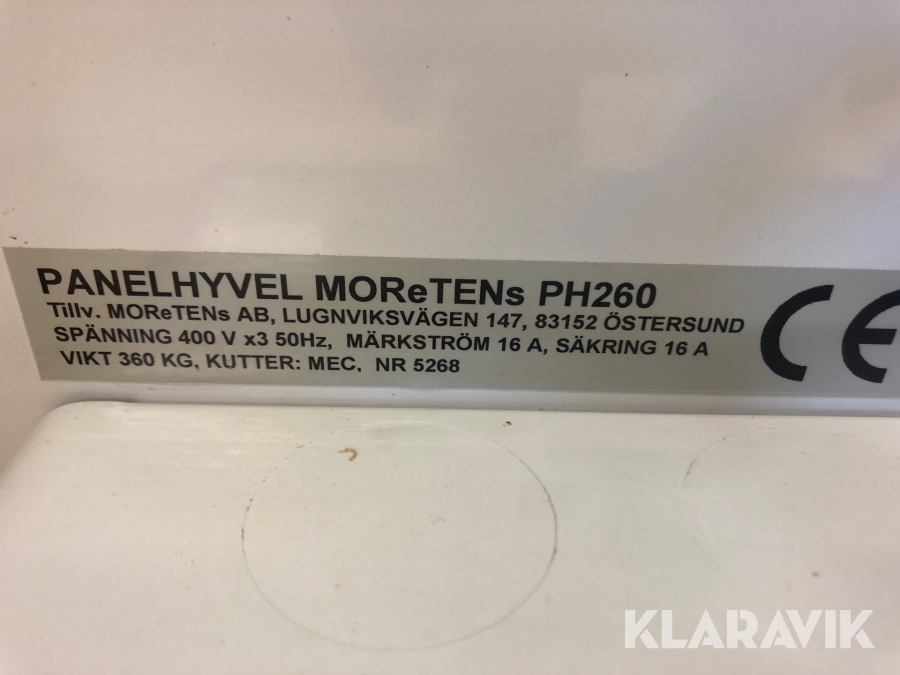 PANELHYVEL MOReTENs PH260
Tillv. MOReTENs AB, LUGNVIKSVÄGEN 147, 83152 ÖSTERSUND
SPÄNNING 400 V x3 50Hz, MÄRKSTRÖM 16 A, SÄKRING 16 A
VIKT 360 KG, KUTTER: MEC, NR 5268
CE
KLARAVIK